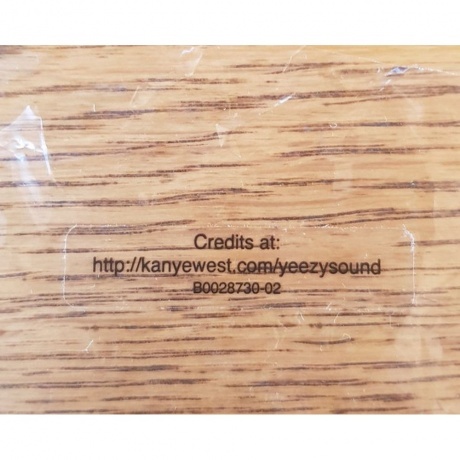 Credits at:
http://kanyewest.com/yeezysound
B0028730-02